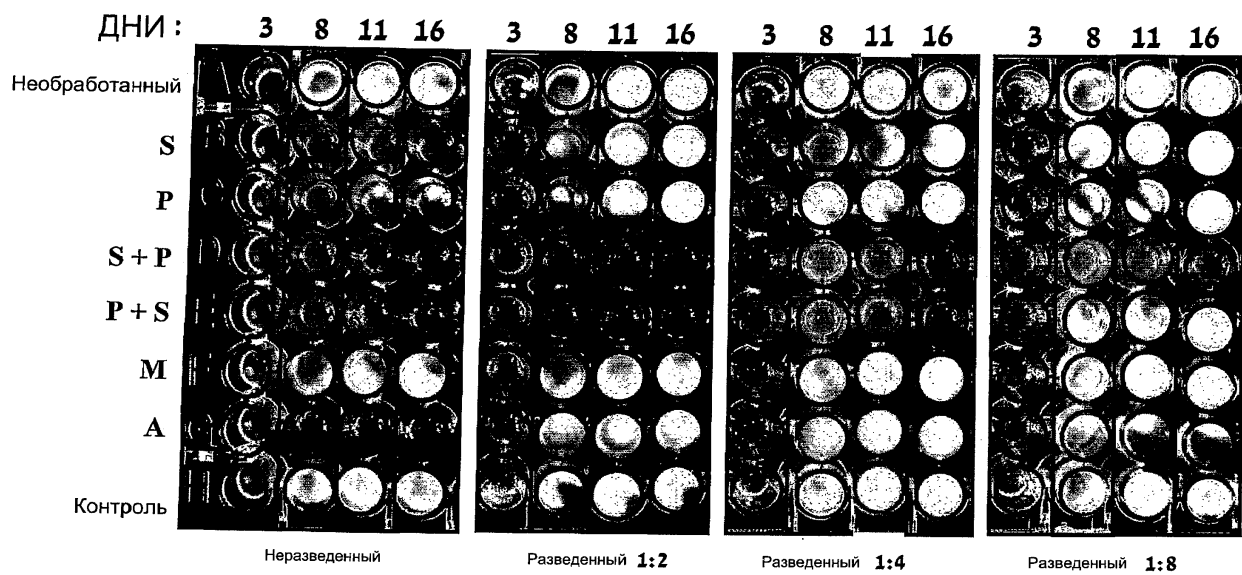 ДНИ : 3 8 11 16 3 8 11 16 3 8 11 16 3 8 11 16
Необработанный
S
P
S + P
P + S
M
A
Контроль
Неразведенный Разведенный 1:2 Разведенный 1:4 Разведенный 1:8